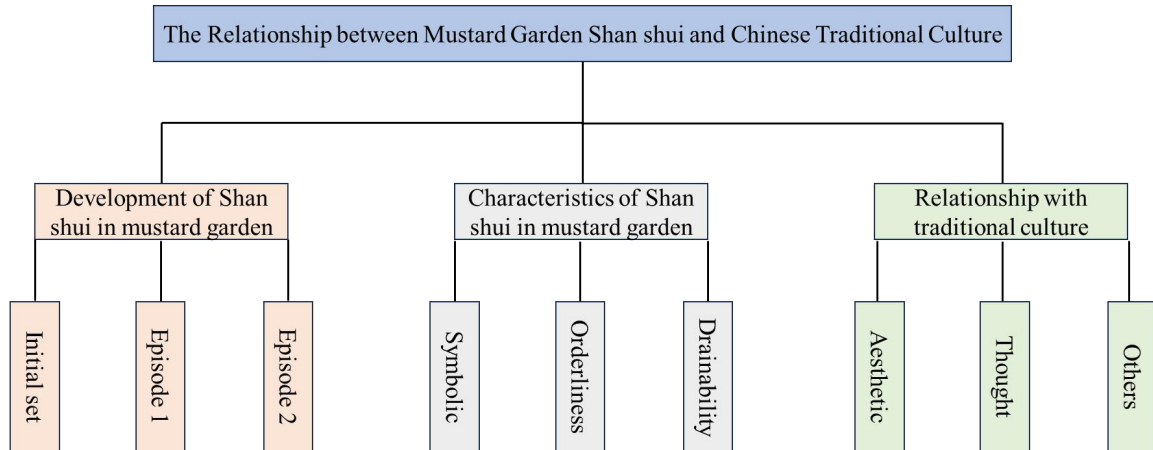 The Relationship between Mustard Garden Shan shui and Chinese Traditional Culture
Development of Shan
shui in mustard garden
Characteristics of Shan
shui in mustard garden
Relationship with
traditional culture
Initial set
Episode 1
Episode 2
Symbolic
Orderliness
Drainability
Aesthetic
Thought
Others